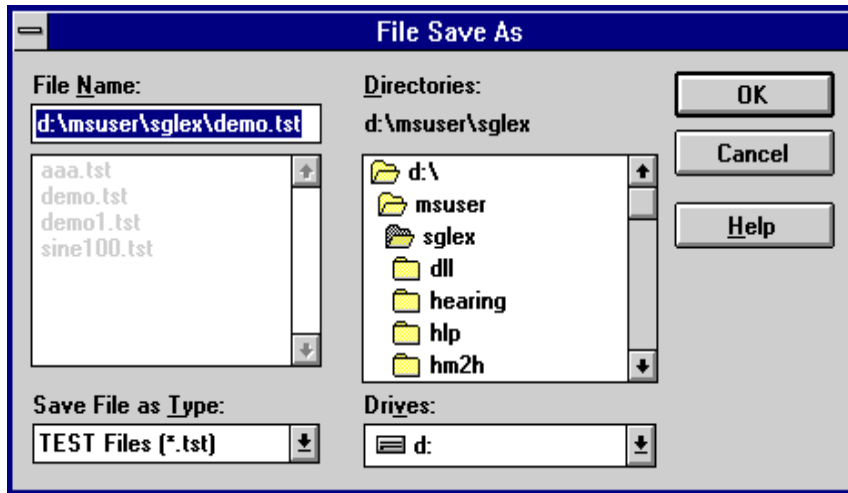 File Save As
File Name:
d:\msuser\sglex\demo.tst
aaa.tst
demo.tst
demo1.tst
sine100.tst
Save File as Type:
TEST Files (*.tst)
Directories:
d:\msuser\sglex
d:\
msuser
sglex
dll
hearing
hlp
hm2h
Drives:
d:
OK
Cancel
Help